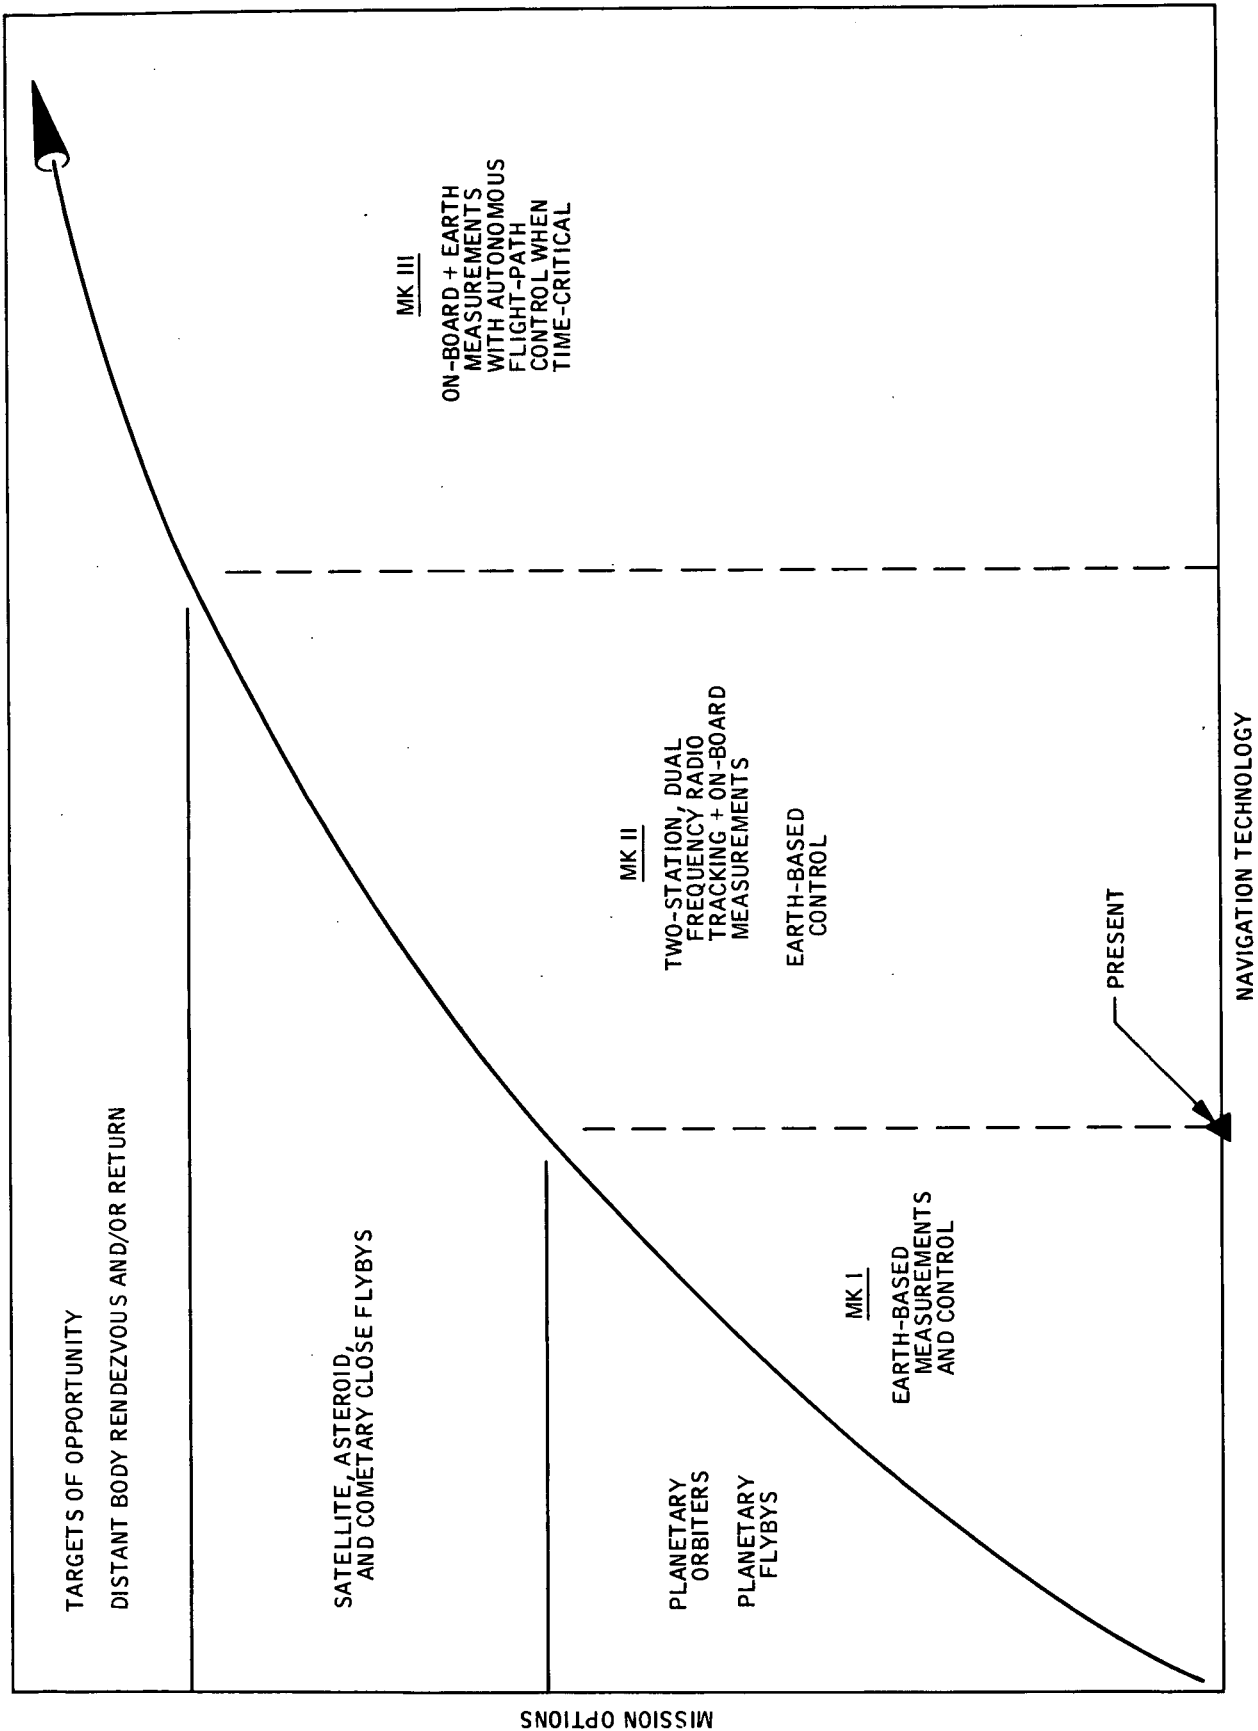 TARGETS OF OPPORTUNITY
DISTANT BODY RENDEZVOUS AND/OR RETURN
SATELLITE, ASTEROID,
AND COMETARY CLOSE FLYBYS
PLANETARY
ORBITERS
PLANETARY
FLYBYS
MK I
EARTH-BASED
MEASUREMENTS
AND CONTROL
MK II
TWO-STATION, DUAL
FREQUENCY RADIO
TRACKING + ON-BOARD
MEASUREMENTS
EARTH-BASED
CONTROL
MK III
ON-BOARD + EARTH
MEASUREMENTS
WITH AUTONOMOUS
FLIGHT-PATH
CONTROL WHEN
TIME-CRITICAL
PRESENT
NAVIGATION TECHNOLOGY
MISSION OPTIONS